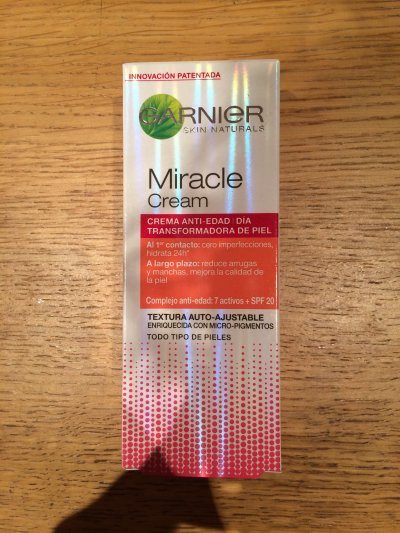 INNOVACIÓN PATENTADA
GARNIER
SKIN NATURALS
Miracle
Cream
CREMA ANTI-EDAD DÍA
TRANSFORMADORA DE PIEL
Al 1er contacto: cero imperfecciones,
hidrata 24h*
A largo plazo: reduce arrugas
y manchas, mejora la calidad de
la piel
Complejo anti-edad: 7 activos + SPF 20
TEXTURA AUTO-AJUSTABLE
ENRIQUECIDA CON MICRO-PIGMENTOS
TODO TIPO DE PIELES